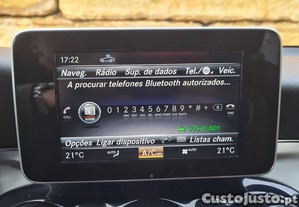 17:22
Naveg. Rádio Sup. de dados Tel./ Veíc.
A procurar telefones Bluetooth autorizados...
0 1 2 3 4 5 6 7 8 9 * # +
READY
Opções Ligar dispositivo Listas cham.
21°C A/C 21°C
CustoJusto.pt